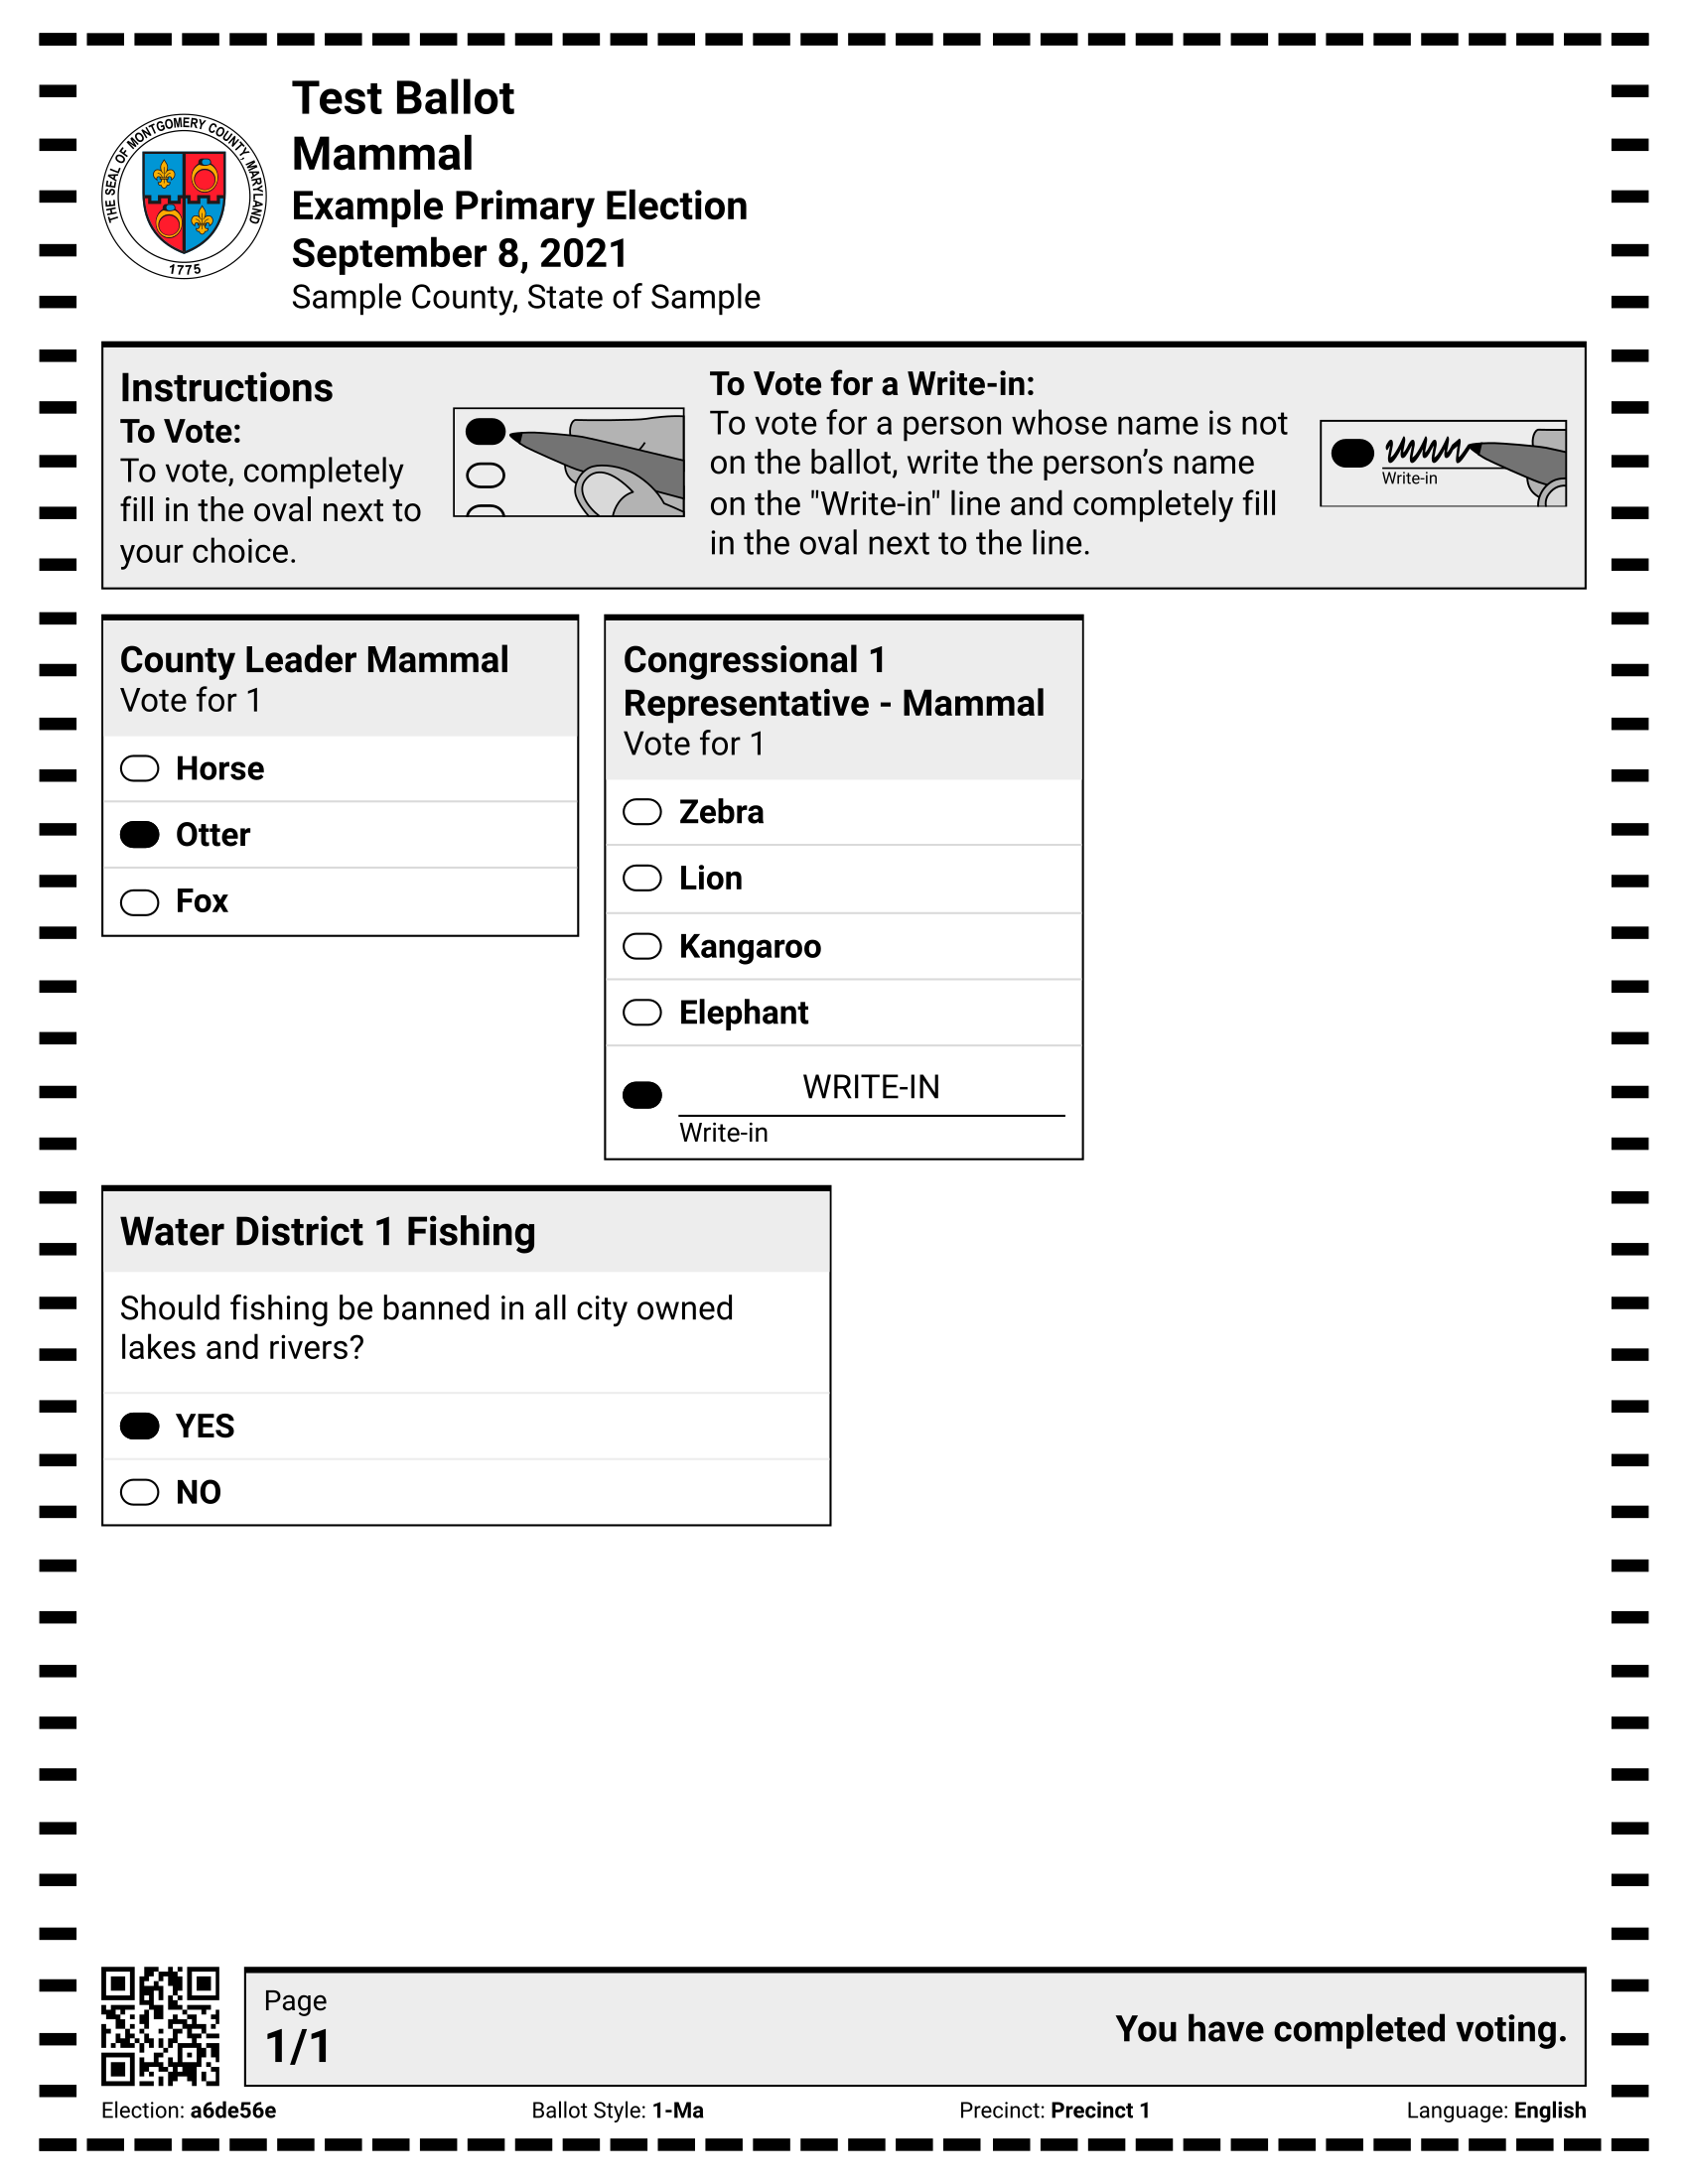 THE SEAL OF MONTGOMERY COUNTY, MARYLAND
1775
Test Ballot
Mammal
Example Primary Election
September 8, 2021
Sample County, State of Sample
Instructions
To Vote:
To vote, completely
fill in the oval next to
your choice.
To Vote for a Write-in:
To vote for a person whose name is not
on the ballot, write the person’s name
on the "Write-in" line and completely fill
in the oval next to the line.
Write-in
County Leader Mammal
Vote for 1
Horse
Otter
Fox
Congressional 1
Representative - Mammal
Vote for 1
Zebra
Lion
Kangaroo
Elephant
WRITE-IN
Write-in
Water District 1 Fishing
Should fishing be banned in all city owned
lakes and rivers?
YES
NO
Page
1/1
You have completed voting.
Election: a6de56e
Ballot Style: 1-Ma
Precinct: Precinct 1
Language: English